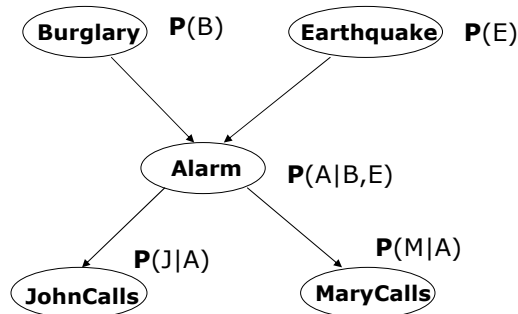 Burglary P(B)
Earthquake P(E)
Alarm
P(A|B,E)
P(J|A)
P(M|A)
JohnCalls
MaryCalls